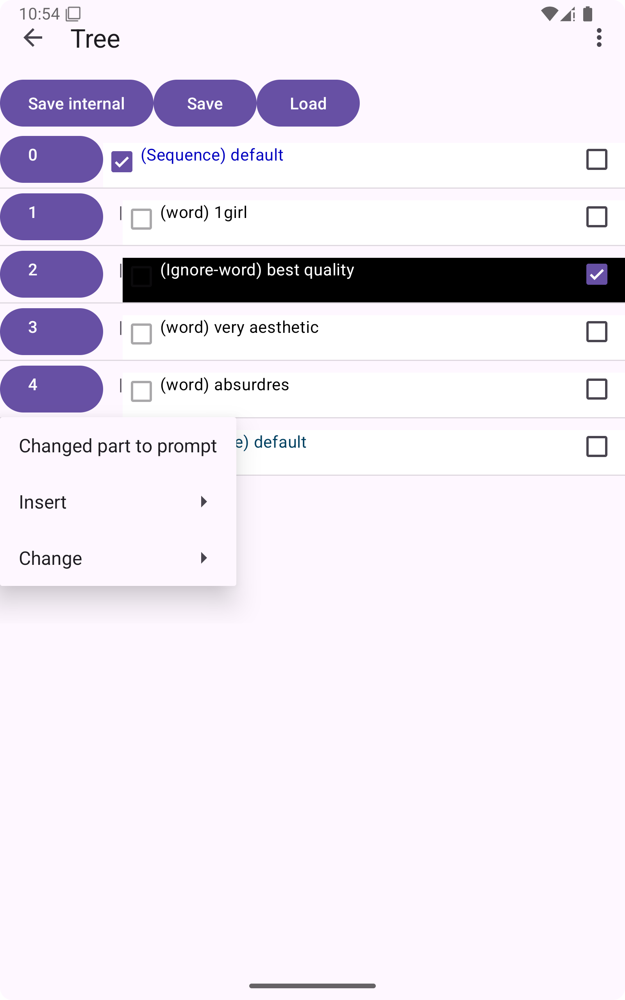 10:54
Tree
Save internal Save Load
0 (Sequence) default
1 | (word) 1girl
2 | (Ignore-word) best quality
3 | (word) very aesthetic
4 | (word) absurdres
e) default
Changed part to prompt
Insert
Change